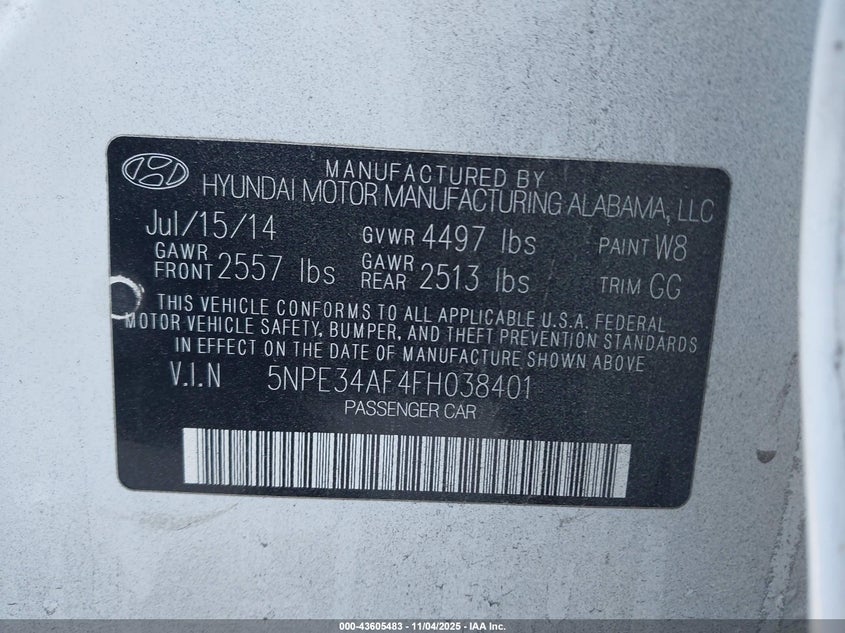 MANUFACTURED BY
HYUNDAI MOTOR MANUFACTURING ALABAMA, LLC
Jul/15/14 GVWR 4497 lbs PAINT W8
GAWR FRONT 2557 lbs GAWR REAR 2513 lbs TRIM GG
THIS VEHICLE CONFORMS TO ALL APPLICABLE U.S.A. FEDERAL
MOTOR VEHICLE SAFETY, BUMPER, AND THEFT PREVENTION STANDARDS
IN EFFECT ON THE DATE OF MANUFACTURE SHOWN ABOVE
V.I.N 5NPE34AF4FH038401
PASSENGER CAR
000-43605483 - 11/04/2025 - IAA Inc.